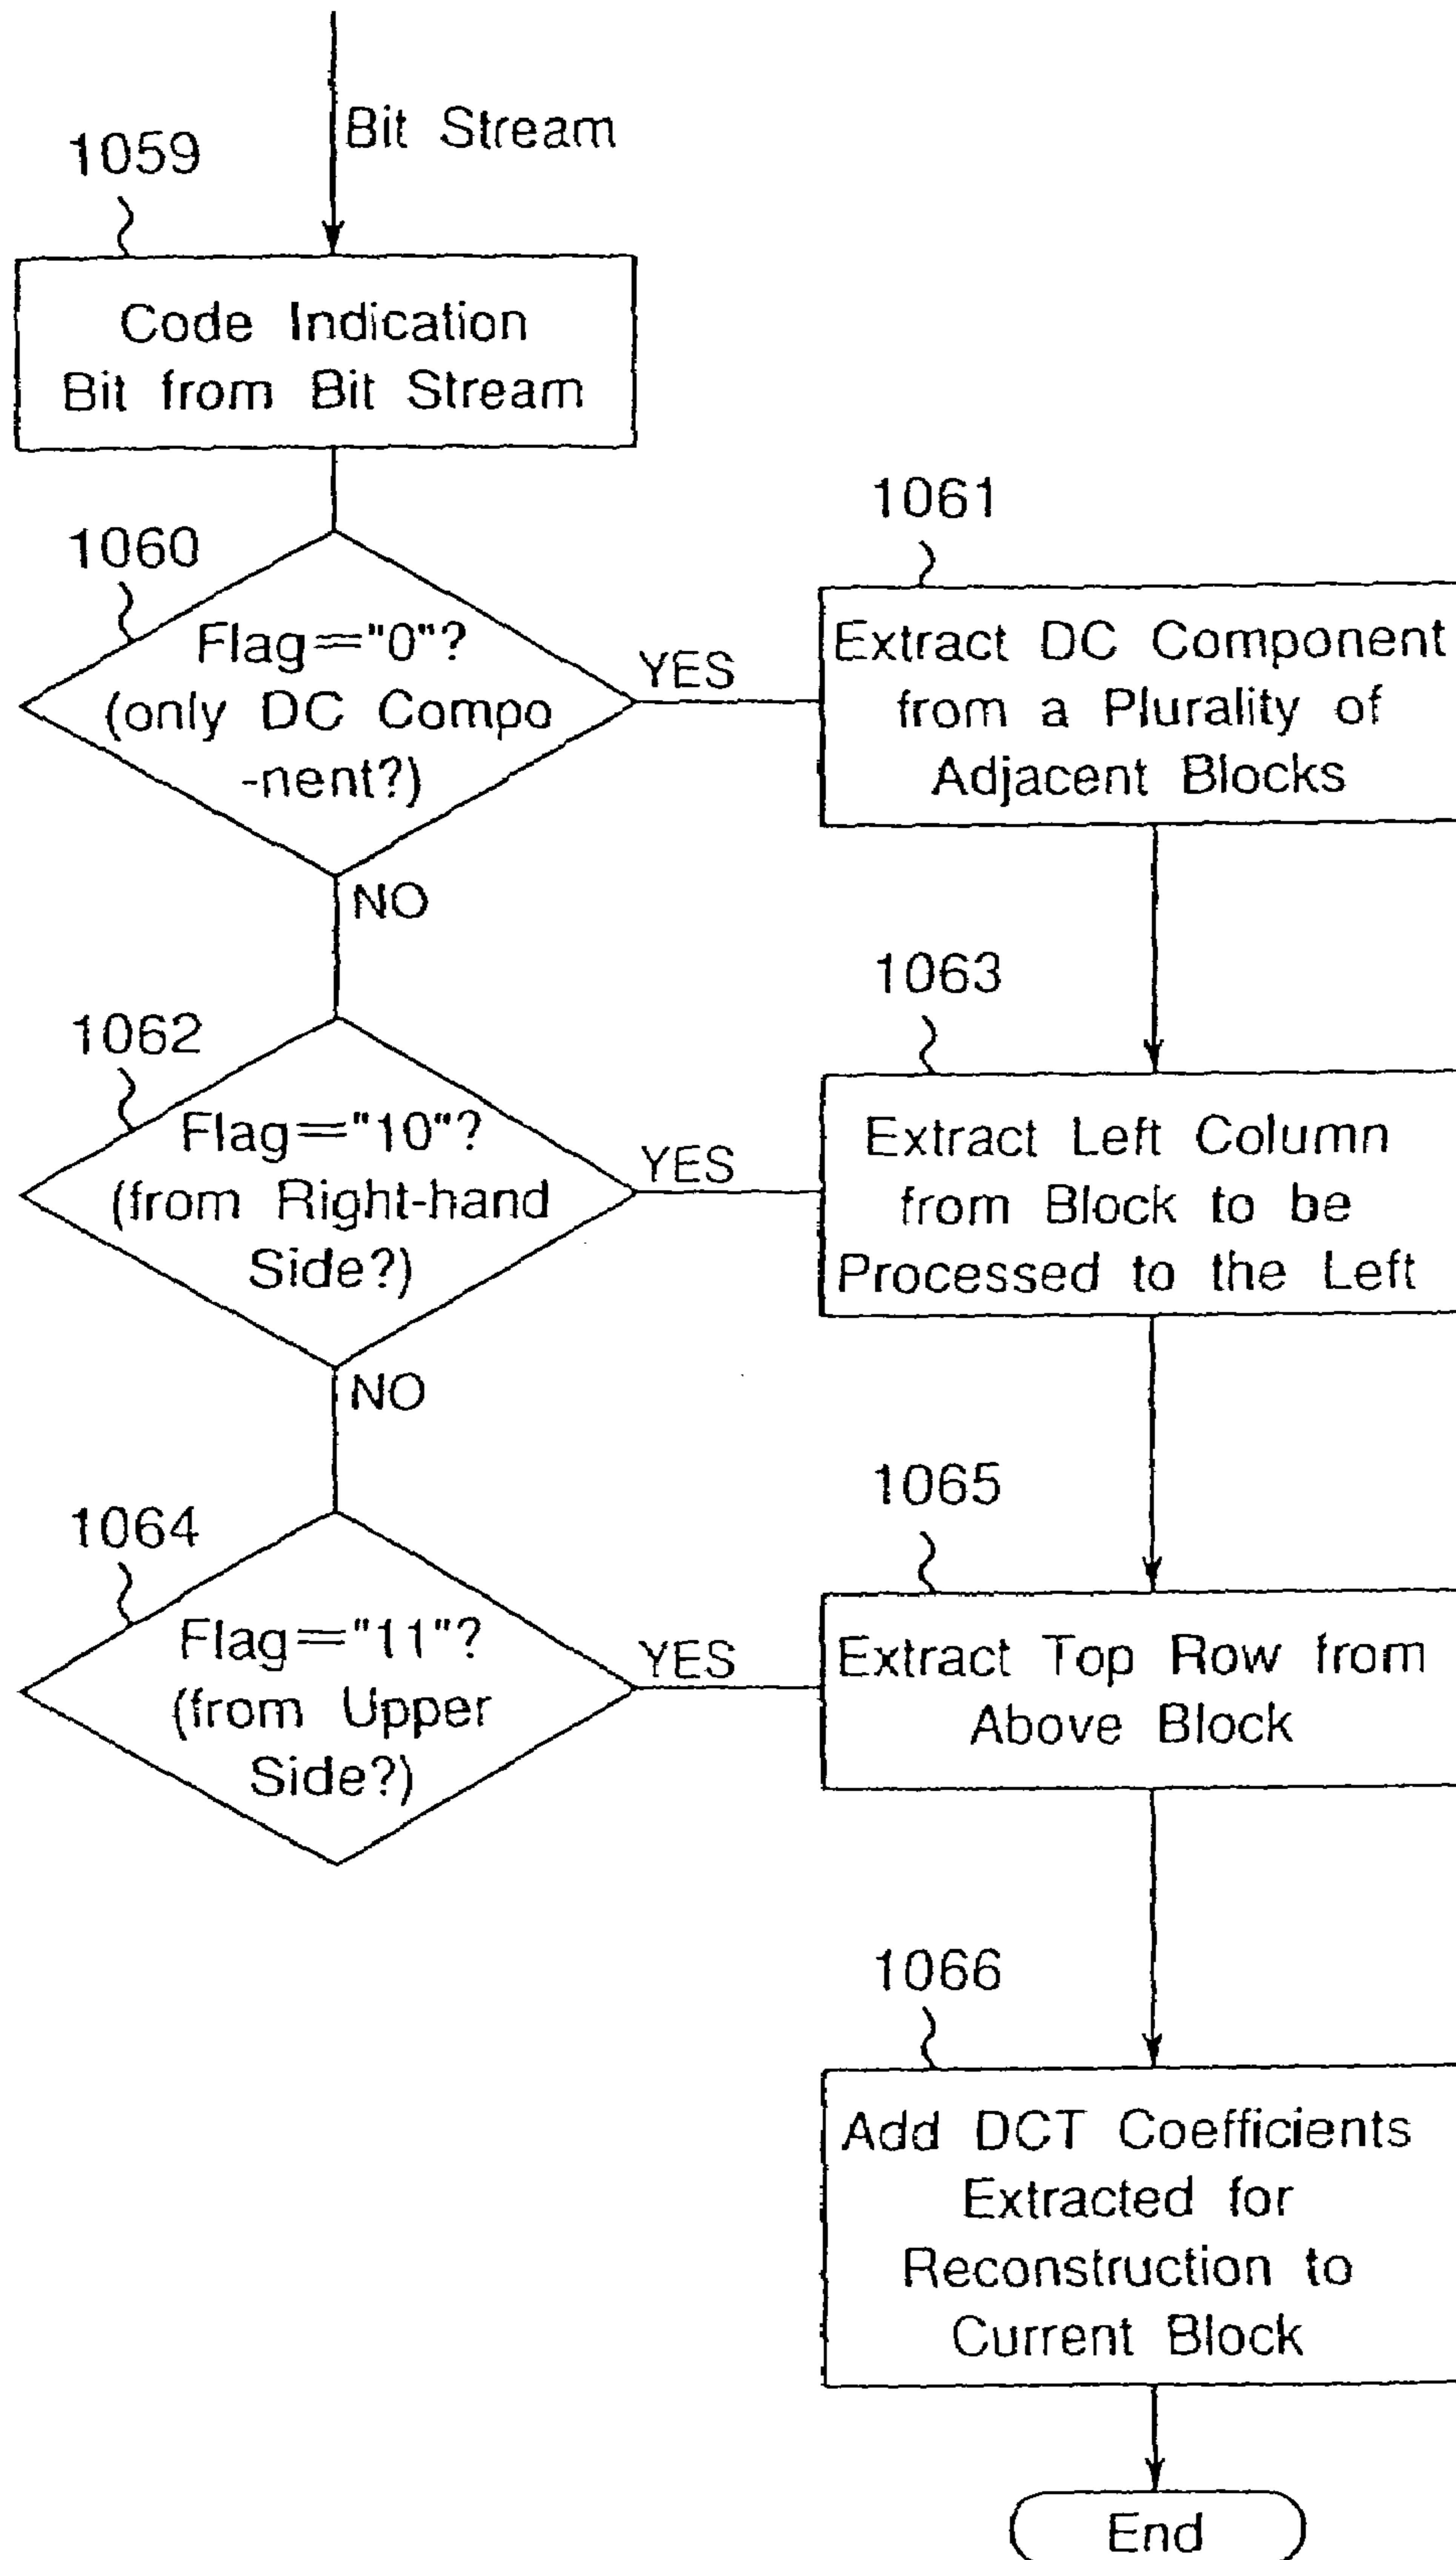 Bit Stream
1059
Code Indication
Bit from Bit Stream
1060
Flag="0"?
(only DC Compo
-nent?)
YES
NO
1061
Extract DC Component
from a Plurality of
Adjacent Blocks
1062
Flag="10"?
(from Right-hand
Side?)
YES
NO
1063
Extract Left Column
from Block to be
Processed to the Left
1064
Flag="11"?
(from Upper
Side?)
YES
1065
Extract Top Row from
Above Block
1066
Add DCT Coefficients
Extracted for
Reconstruction to
Current Block
End